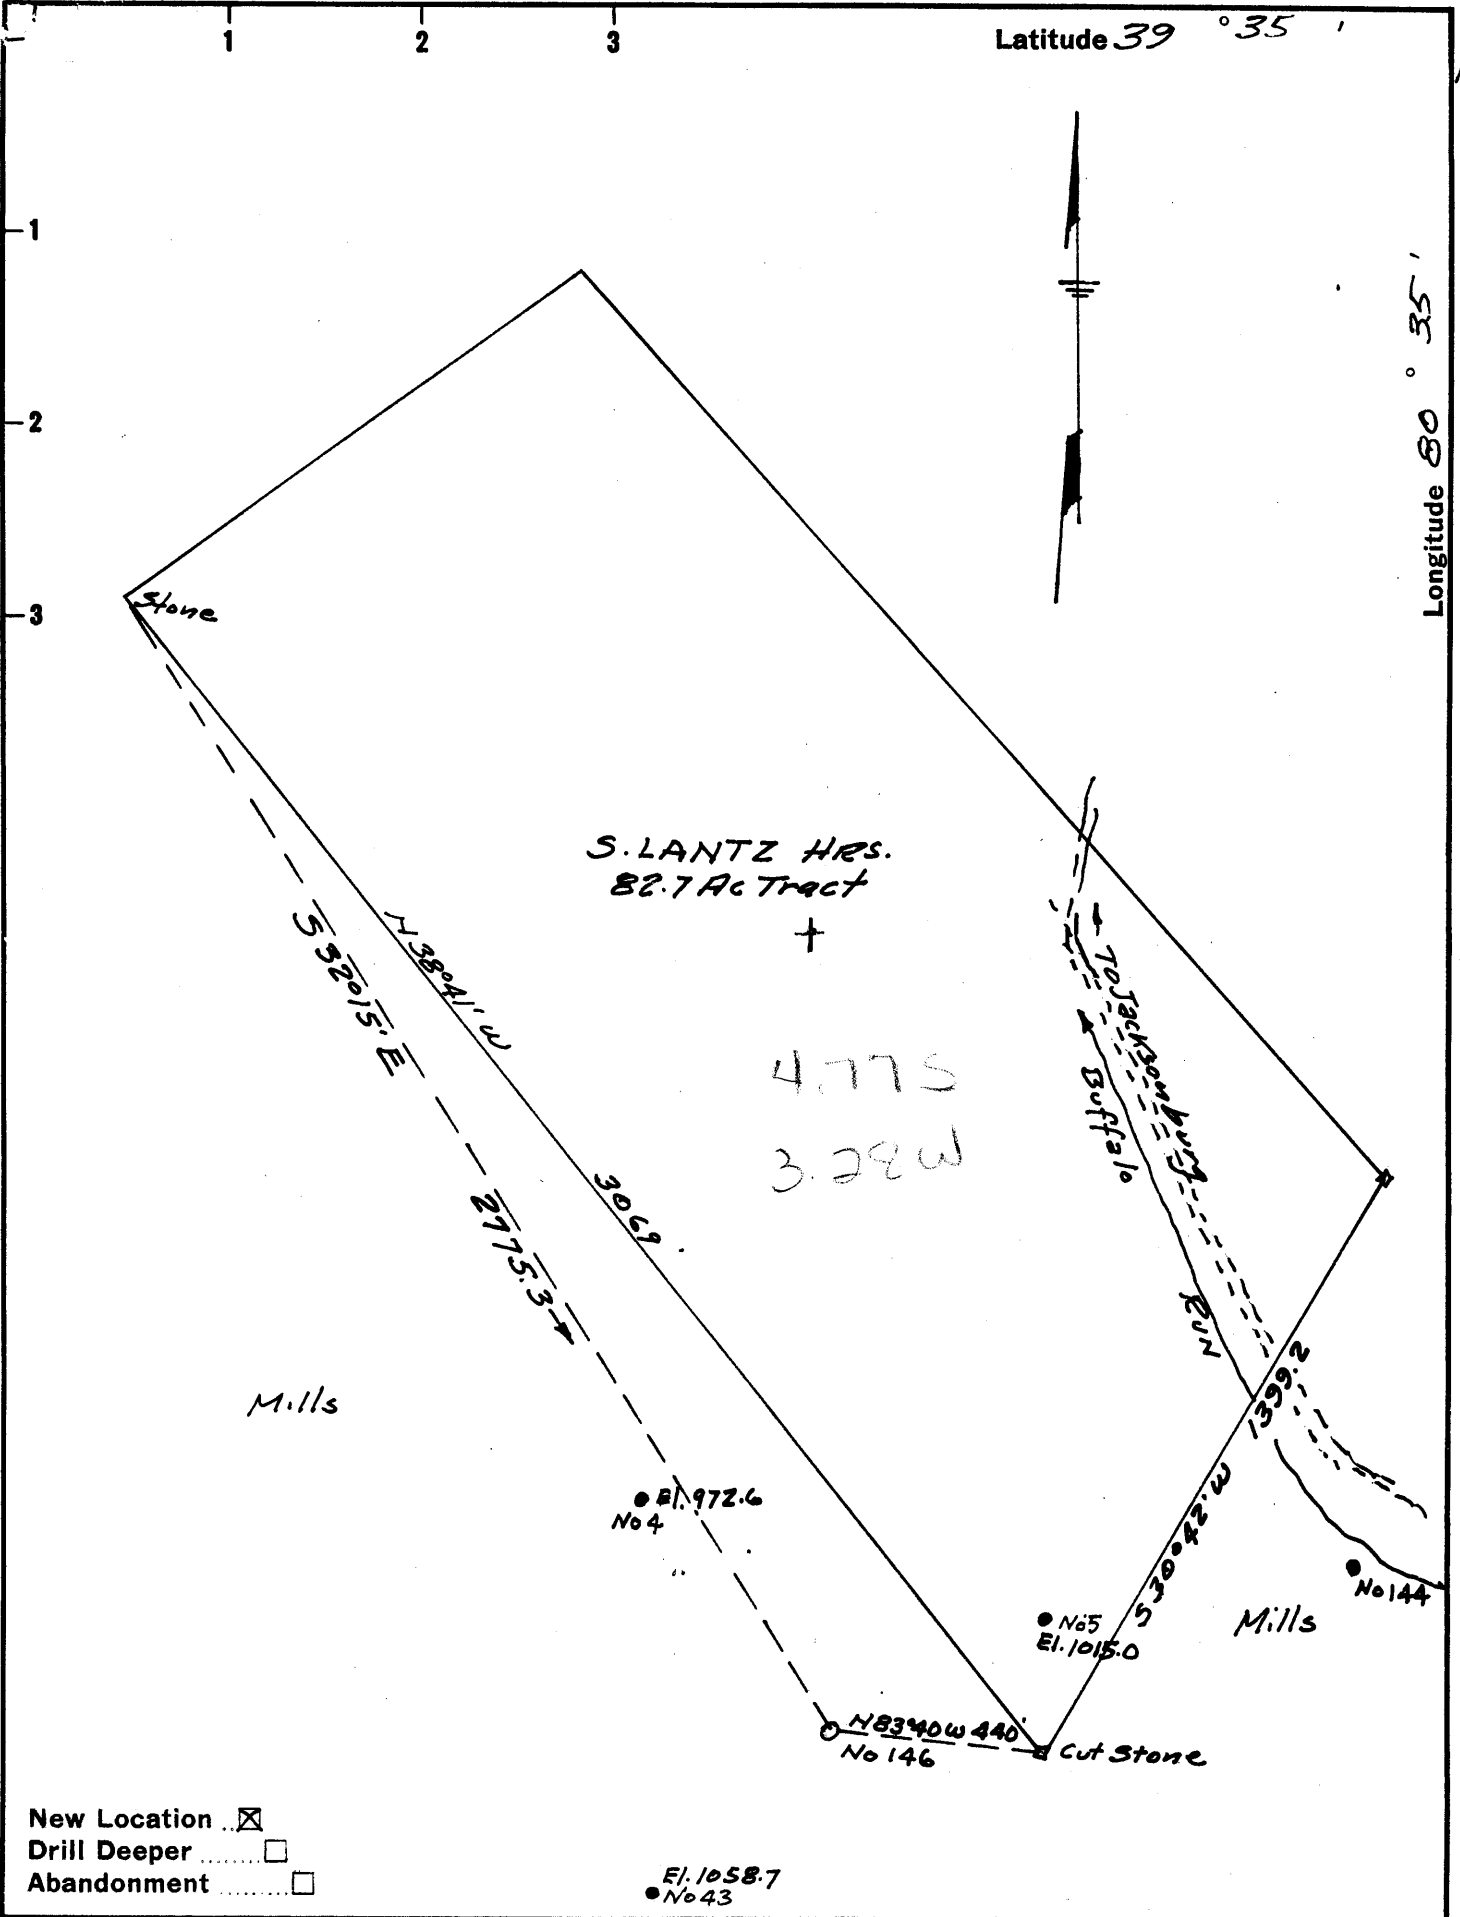 1 2 3
Latitude 39 ° 35 '
1
2
3
Longitude 80 ° 35 '
Stone
S. LANTZ HRS.
82.7 Ac Tract
S 32°15' E
N 38°41' W
To Jacksonburg
Buffalo
Run
4.77 S
3.28 W
3069
2775.3
1399.2
S 30°42' W
Mills
El. 972.6
No 4
No 144
No 5
El. 1015.0
Mills
N 83°40 W 440'
No 146
Cut Stone
New Location
Drill Deeper
Abandonment
El. 1058.7
No 43